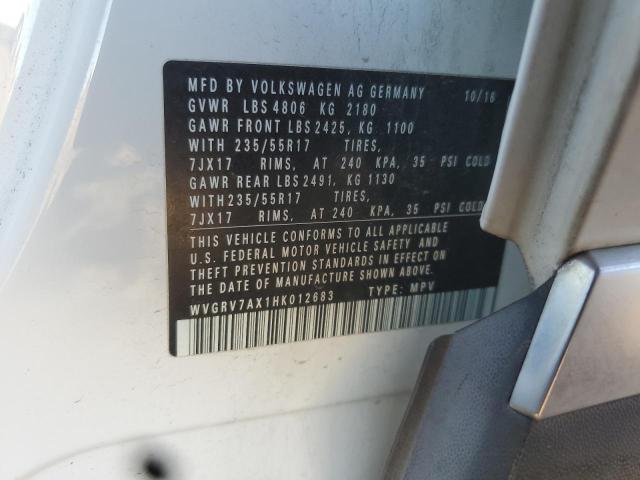 MFD BY VOLKSWAGEN AG GERMANY 10/16
GVWR LBS 4806 KG 2180
GAWR FRONT LBS 2425, KG 1100
WITH 235/55R17 TIRES,
7JX17 RIMS, AT 240 KPA, 35 PSI COLD
GAWR REAR LBS 2491, KG 1130
WITH 235/55R17 TIRES,
7JX17 RIMS, AT 240 KPA, 35 PSI COLD
THIS VEHICLE CONFORMS TO ALL APPLICABLE
U.S. FEDERAL MOTOR VEHICLE SAFETY AND
THEFT PREVENTION STANDARDS IN EFFECT ON
THE DATE OF MANUFACTURE SHOWN ABOVE.
WVGRV7AX1HK012683 TYPE: MPV